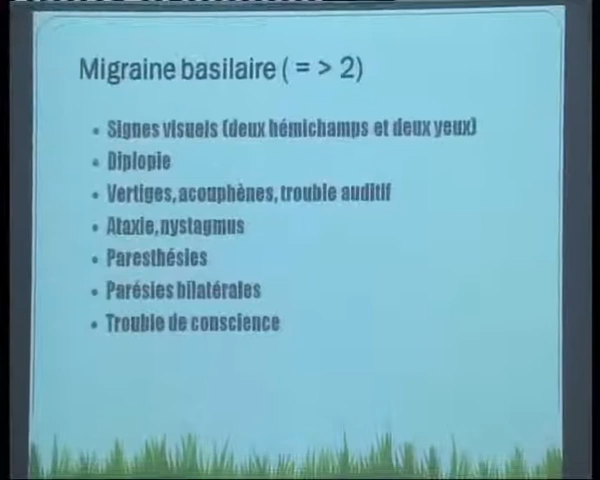 Migraine basilaire ( = > 2)
• Signes visuels (deux hémichamps et deux yeux)
• Diplopie
• Vertiges, acouphènes, trouble auditif
• Ataxie, nystagmus
• Paresthésies
• Parésies bilatérales
• Trouble de conscience